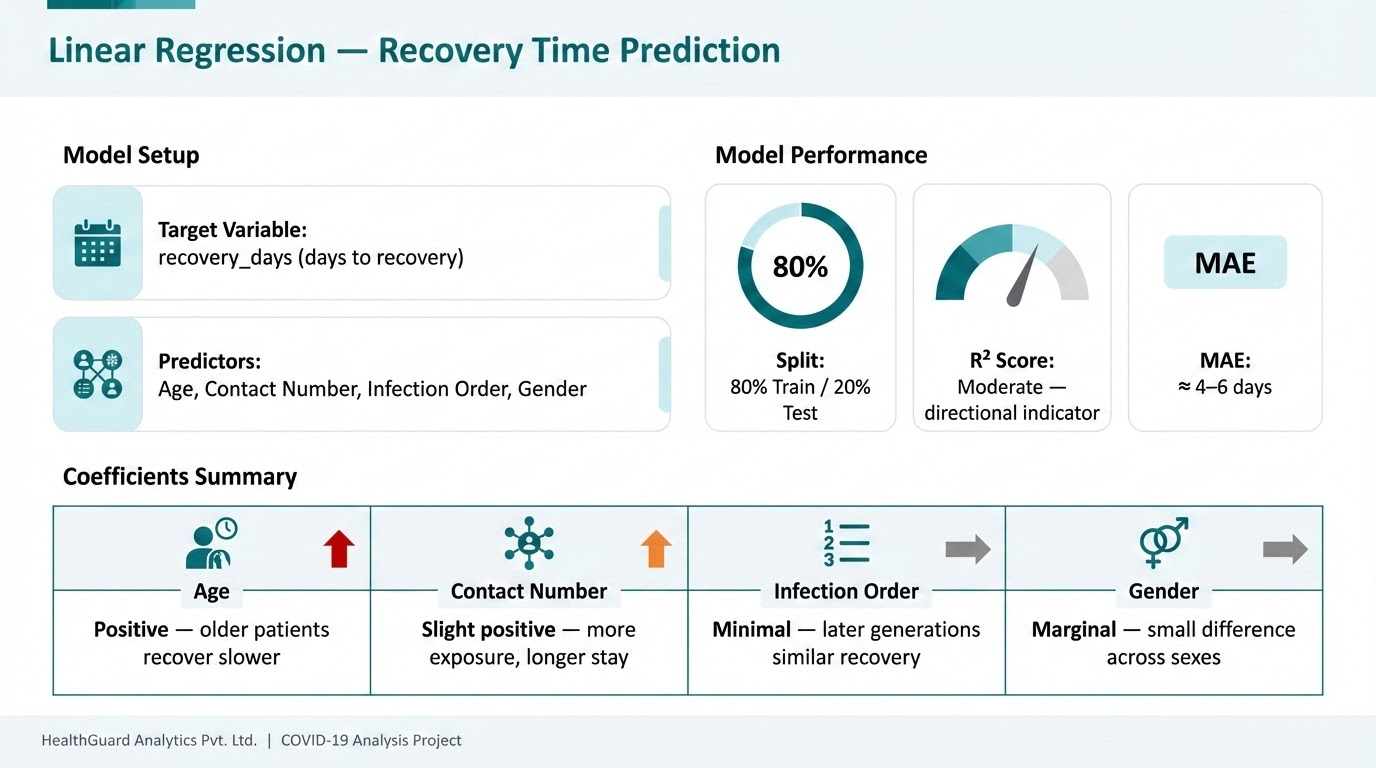 Linear Regression — Recovery Time Prediction
Model Setup
Target Variable:
recovery_days (days to recovery)
Predictors:
Age, Contact Number, Infection Order, Gender
Model Performance
80%
Split:
80% Train / 20%
Test
R² Score:
Moderate —
directional indicator
MAE
MAE:
≈ 4–6 days
Coefficients Summary
Age
Positive — older patients
recover slower
Contact Number
Slight positive — more
exposure, longer stay
1
2
3
Infection Order
Minimal — later generations
similar recovery
Gender
Marginal — small difference
across sexes
HealthGuard Analytics Pvt. Ltd. | COVID-19 Analysis Project